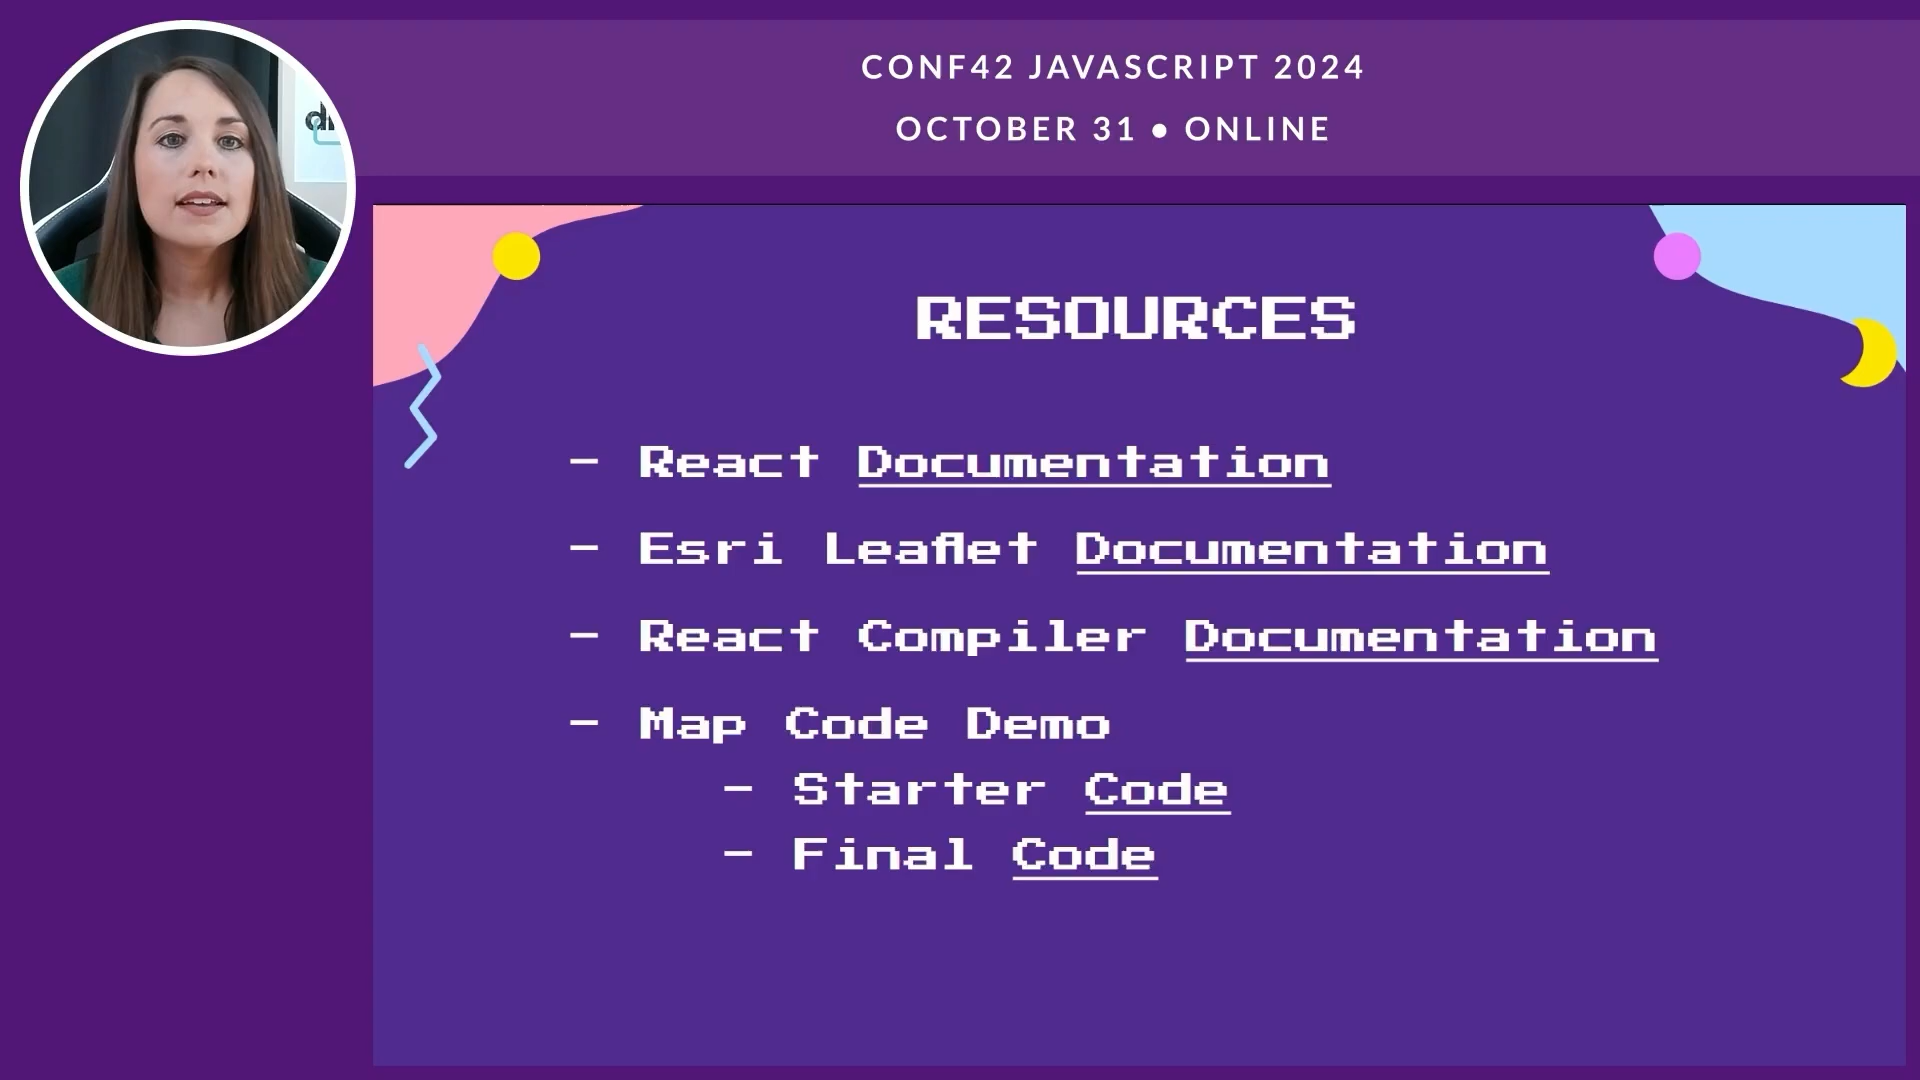 CONF42 JAVASCRIPT 2024
OCTOBER 31 ● ONLINE
RESOURCES
- React Documentation
- Esri Leaflet Documentation
- React Compiler Documentation
- Map Code Demo
- Starter Code
- Final Code